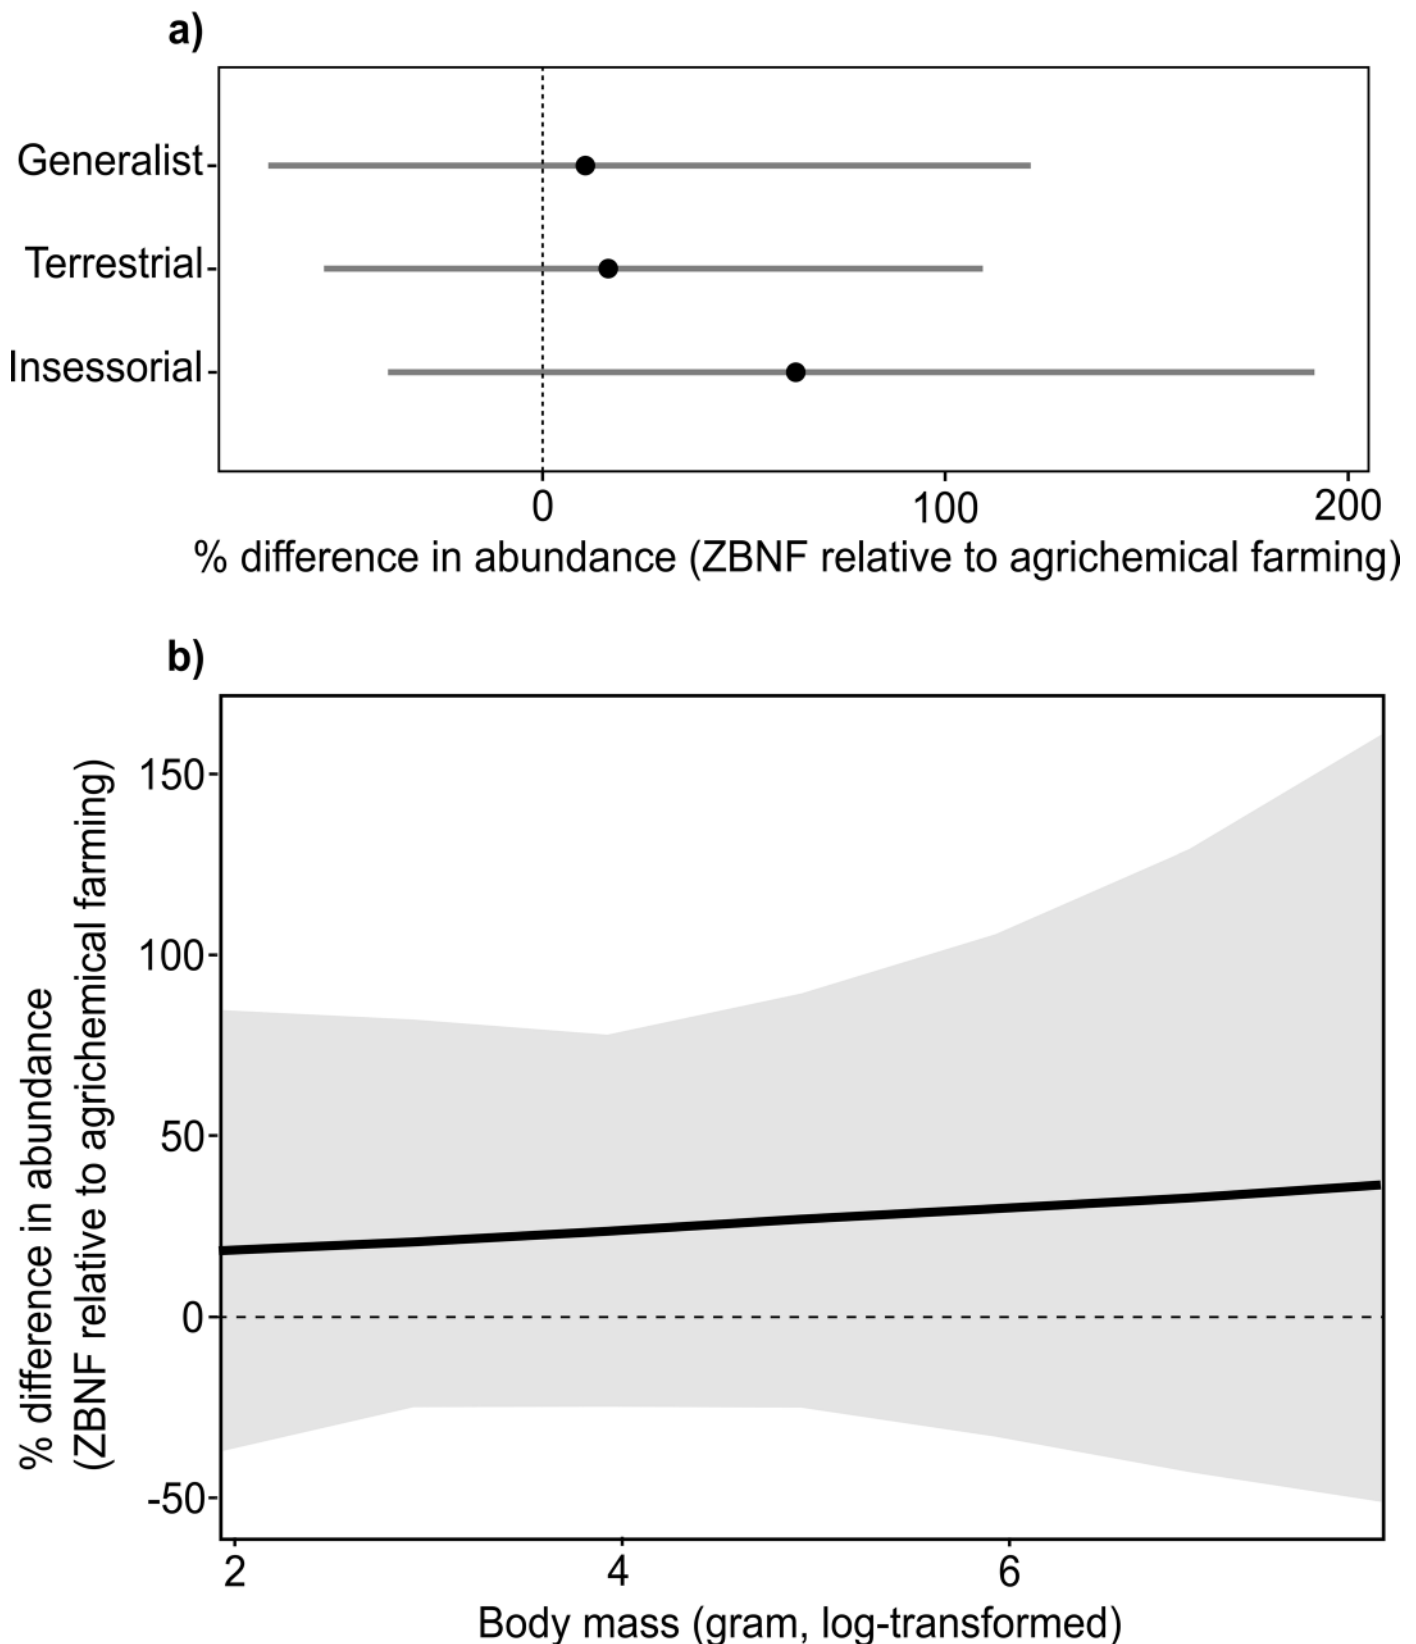 a)
Generalist
Terrestrial
Insessorial
0 100 200
% difference in abundance (ZBNF relative to agrichemical farming)
b)
% difference in abundance
(ZBNF relative to agrichemical farming)
150
100
50
0
-50
2 4 6
Body mass (gram, log-transformed)